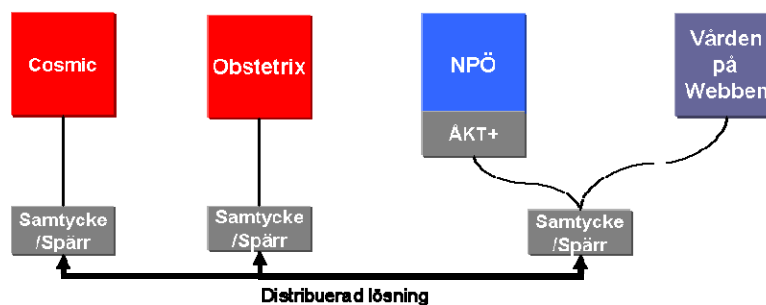 Cosmic
Obstetrix
NPÖ
ÅKT+
Vården
på
Webben
Samtycke
/Spärr
Samtycke
/Spärr
Samtycke
/Spärr
Distribuerad lösning